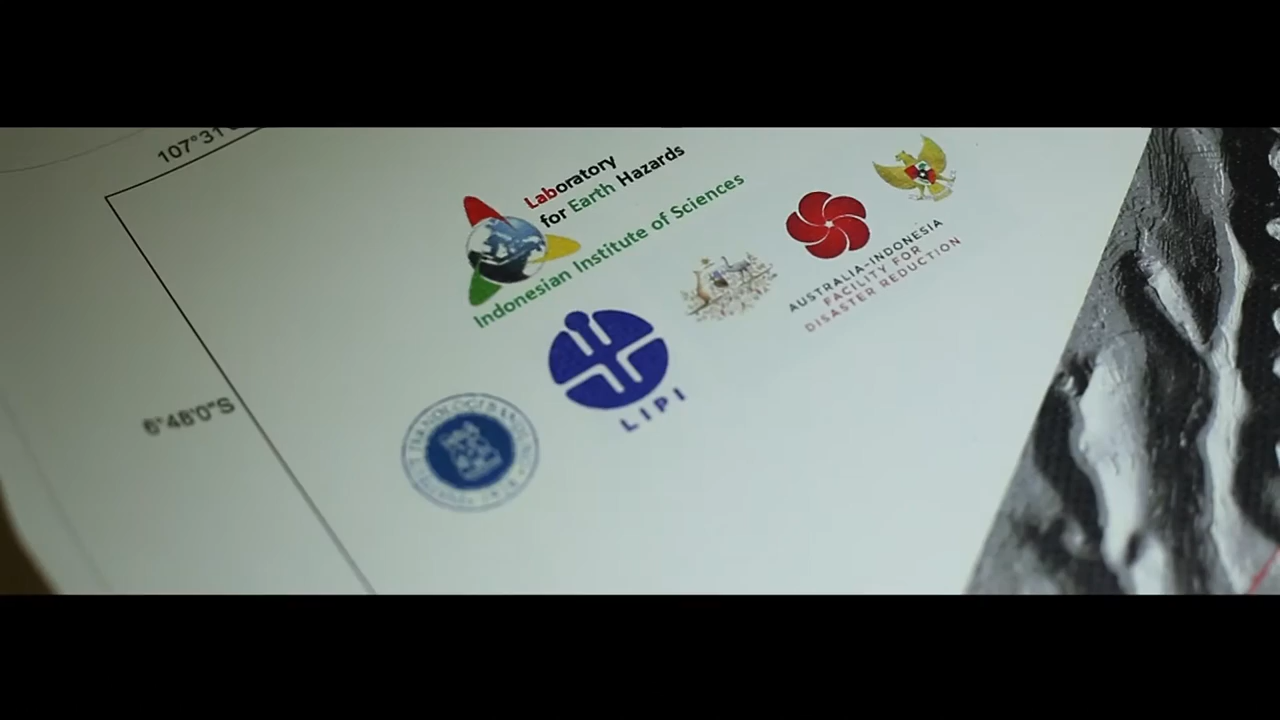 107°31'
Laboratory
for Earth Hazards
Indonesian Institute of Sciences
AUSTRALIA-INDONESIA
FACILITY FOR
DISASTER REDUCTION
LIPI
6°48'0"S